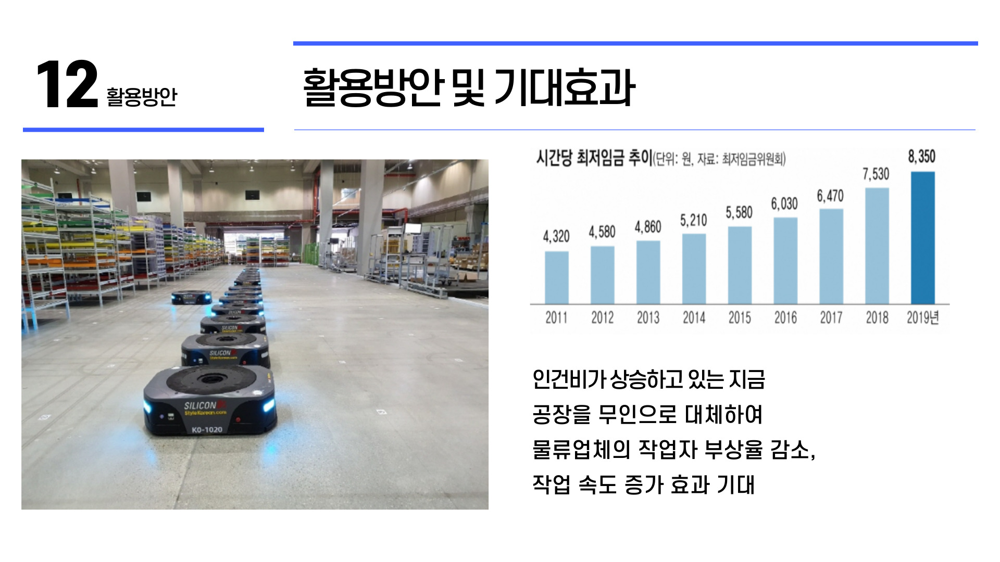 12 활용방안
활용방안 및 기대효과
시간당 최저임금 추이(단위: 원, 자료: 최저임금위원회)
4,320 4,580 4,860 5,210 5,580 6,030 6,470 7,530 8,350
2011 2012 2013 2014 2015 2016 2017 2018 2019년
SILICON
StyleKorean.com
SILICON
StyleKorean.com
K0-1020
인건비가 상승하고 있는 지금
공장을 무인으로 대체하여
물류업체의 작업자 부상율 감소,
작업 속도 증가 효과 기대